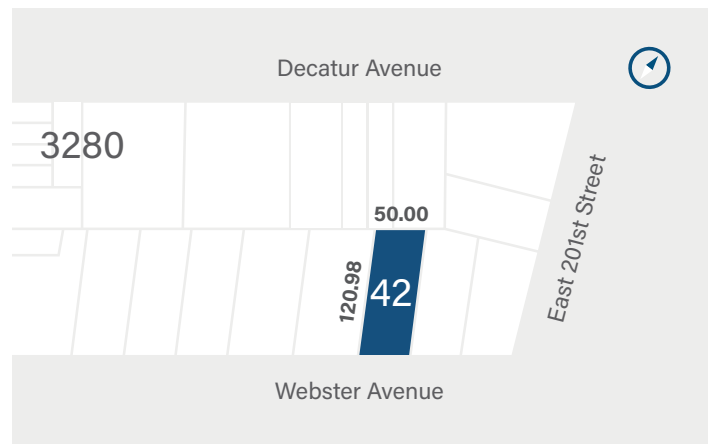 Decatur Avenue
3280
50.00
120.98
42
East 201st Street
Webster Avenue